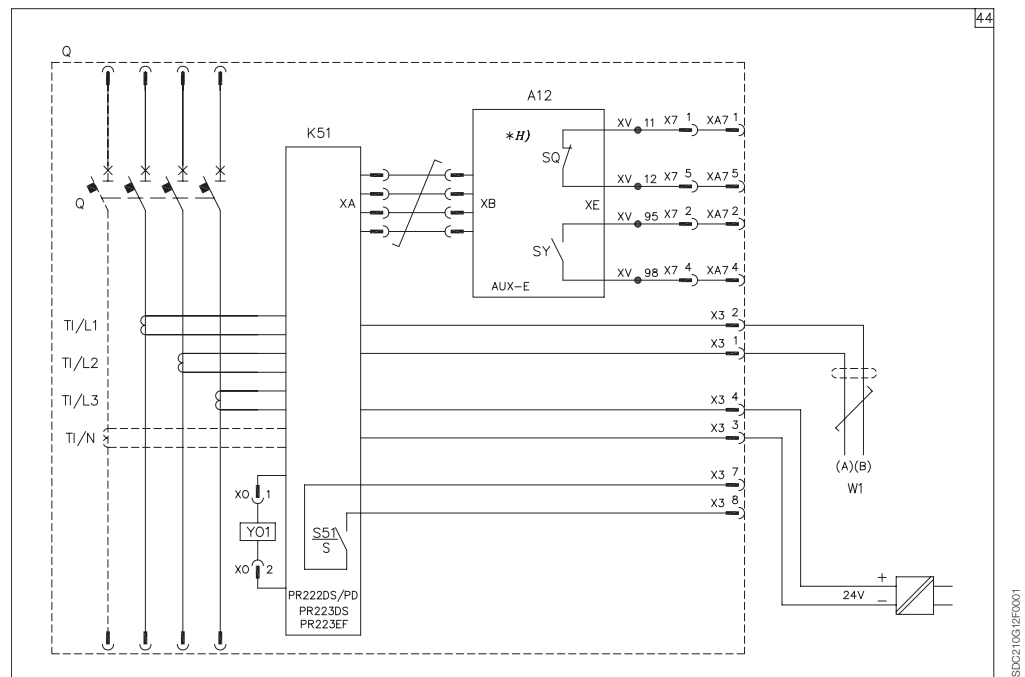 44
Q
A12
K51
*H)
XV 11 X7 1 XA7 1
SQ
XV 12 X7 5 XA7 5
XA
XB
XE
Q
XV 95 X7 2 XA7 2
SY
XV 98 X7 4 XA7 4
AUX-E
TI/L1
X3 2
X3 1
TI/L2
TI/L3
X3 4
TI/N
X3 3
(A)(B)
W1
X3 7
X0 1
X3 8
Y01
S51
S
X0 2
+
24V
−
PR222DS/PD
PR223DS
PR223EF
SDC210G12F0001